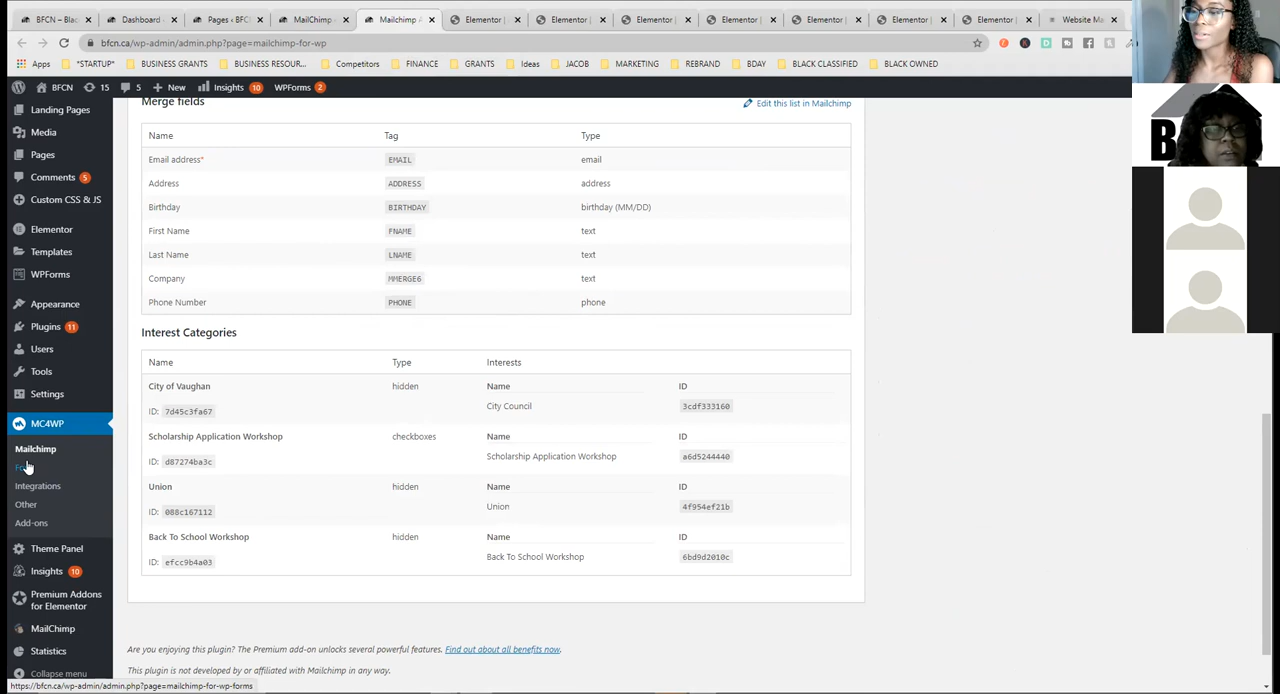 BFCN – Bla
Dashboard
Pages ‹ BFC
MailChimp
Mailchimp A
Elementor |
Elementor |
Elementor |
Elementor |
Elementor |
Elementor |
Elementor |
Website Ma
bfcn.ca/wp-admin/admin.php?page=mailchimp-for-wp
Apps
*STARTUP*
BUSINESS GRANTS
BUSINESS RESOUR...
Competitors
FINANCE
GRANTS
Ideas
JACOB
MARKETING
REBRAND
BDAY
BLACK CLASSIFIED
BLACK OWNED
BFCN
15
5
New
Insights 10
WPForms 2
Landing Pages
Media
Pages
Comments 5
Custom CSS & JS
Elementor
Templates
WPForms
Appearance
Plugins 11
Users
Tools
Settings
MC4WP
Mailchimp
Integrations
Other
Add-ons
Theme Panel
Insights 10
Premium Addons
for Elementor
MailChimp
Statistics
Collapse menu
Merge fields
Edit this list in Mailchimp
Name Tag Type
Email address* EMAIL email
Address ADDRESS address
Birthday BIRTHDAY birthday (MM/DD)
First Name FNAME text
Last Name LNAME text
Company MMERGE6 text
Phone Number PHONE phone
Interest Categories
Name Type Interests
City of Vaughan hidden Name ID
ID: 7d45c3fa67 City Council 3cdf333160
Scholarship Application Workshop checkboxes Name ID
ID: d87274ba3c Scholarship Application Workshop a6d5244440
Union hidden Name ID
ID: 088c167112 Union 4f954ef21b
Back To School Workshop hidden Name ID
ID: efcc9b4a03 Back To School Workshop 6bd9d2010c
Are you enjoying this plugin? The Premium add-on unlocks several powerful features. Find out about all benefits now.
This plugin is not developed by or affiliated with Mailchimp in any way.
https://bfcn.ca/wp-admin/admin.php?page=mailchimp-for-wp-forms